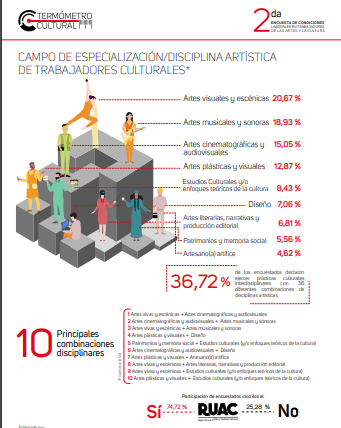 TERMÓMETRO
CULTURAL
2da
ENCUESTA DE CONDICIONES
LABORALES EN TRABAJADORES
DE LAS ARTES Y LA CULTURA
CAMPO DE ESPECIALIZACIÓN/DISCIPLINA ARTÍSTICA
DE TRABAJADORES CULTURALES*
Artes visuales y escénicas 20,67 %
Artes musicales y sonoras 18,93 %
Artes cinematográficas y
audiovisuales 15,05 %
Artes plásticas y visuales 12,87 %
Estudios Culturales y/o
enfoques teóricos de la cultura 8,43 %
Diseño 7,06 %
Artes literarias, narrativas y
producción editorial 6,81 %
Patrimonios y memoria social 5,56 %
Artesano(a) artífice 4,62 %
36,72 %
de los encuestados declaron
ejercer prácticas culturales
interdisciplinares con 36
diferentes combinaciones de
disciplinas artísticas.
10 Principales
combinaciones
disciplinares
1 Artes vivas y escénicas + Artes cinematográficas y audiovisuales
2 Artes cinematográficas y audiovisuales + Artes musicales y sonoras
3 Artes vivas y escénicas + Artes musicales y sonoras
4 Artes plásticas y visuales + Diseño
5 Patrimonios y memoria social + Estudios culturales (y/o enfoques teóricos de la cultura)
6 Artes cinematográficas y audiovisuales + Diseño
7 Artes plásticas y visuales + Artesano(a) artífice
8 Artes vivas y escénicas + Artes literarias, narrativas y producción editorial
9 Artes vivas y escénicas + Estudios culturales (y/o enfoques teóricos de la cultura)
10 Artes plásticas y visuales + Estudios culturales (y/o enfoques teóricos de la cultura)
Participación de encuestados inscritos al
Sí 74,72 % RUAC 25,28 % No